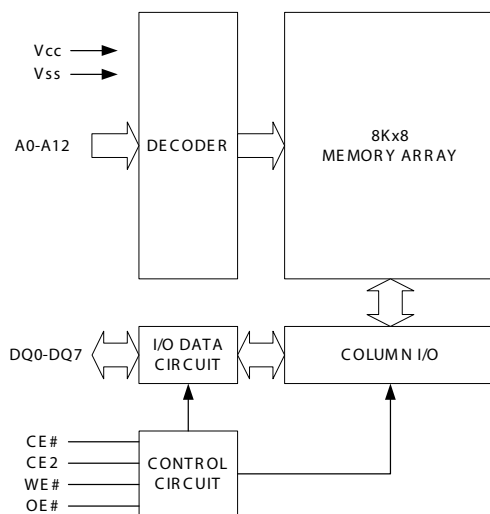 Vcc
Vss
A0-A12
DECODER
8Kx8
MEMORY ARRAY
DQ0-DQ7
I/O DATA
CIRCUIT
COLUMN I/O
CE#
CE2
WE#
OE#
CONTROL
CIRCUIT